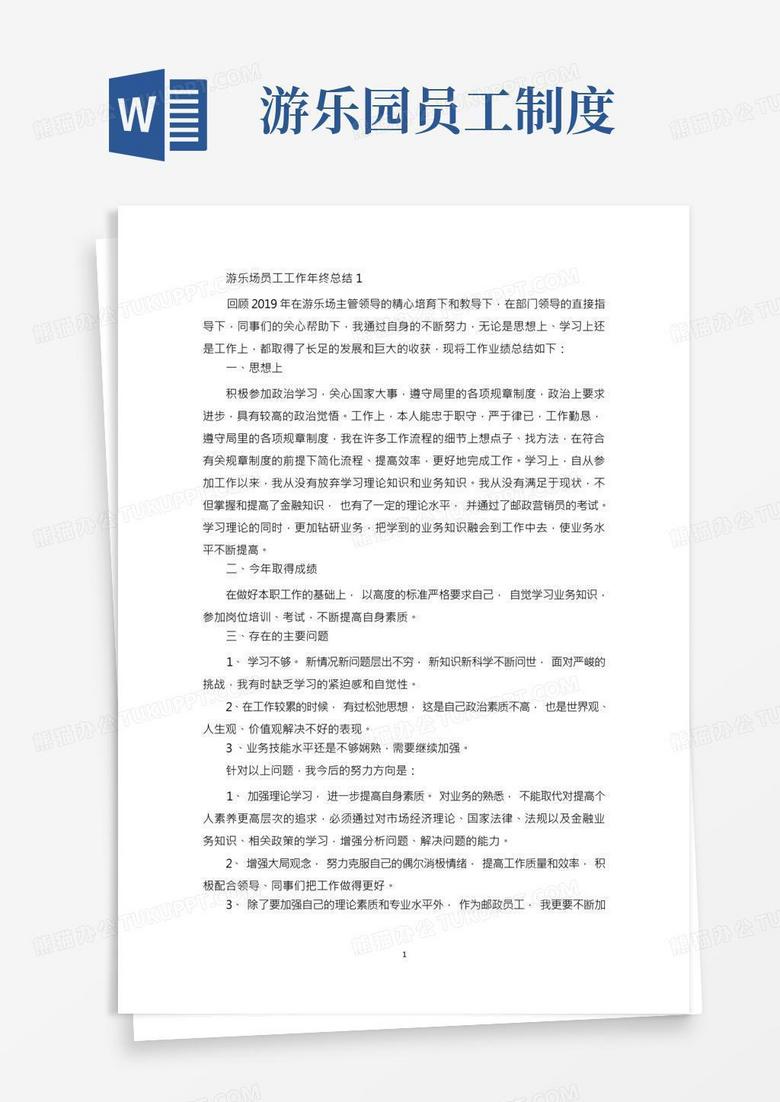 W
游乐园员工制度
游乐场员工工作年终总结 1
回顾 2019 年在游乐场主管领导的精心培育下和教导下，在部门领导的直接指
导下，同事们的关心帮助下，我通过自身的不断努力，无论是思想上、学习上还
是工作上，都取得了长足的发展和巨大的收获，现将工作业绩总结如下：
一、思想上
积极参加政治学习，关心国家大事，遵守局里的各项规章制度，政治上要求
进步，具有较高的政治觉悟。工作上，本人能忠于职守，严于律已，工作勤恳，
遵守局里的各项规章制度，我在许多工作流程的细节上想点子、找方法，在符合
有关规章制度的前提下简化流程、提高效率，更好地完成工作。学习上，自从参
加工作以来，我从没有放弃学习理论知识和业务知识。我从没有满足于现状，不
但掌握和提高了金融知识， 也有了一定的理论水平， 并通过了邮政营销员的考试。
学习理论的同时，更加钻研业务，把学到的业务知识融会到工作中去，使业务水
平不断提高。
二、今年取得成绩
在做好本职工作的基础上， 以高度的标准严格要求自己， 自觉学习业务知识，
参加岗位培训、考试，不断提高自身素质。
三、存在的主要问题
1、 学习不够。 新情况新问题层出不穷， 新知识新科学不断问世， 面对严峻的
挑战，我有时缺乏学习的紧迫感和自觉性。
2、在工作较累的时候， 有过松弛思想， 这是自己政治素质不高， 也是世界观、
人生观、价值观解决不好的表现。
3 、业务技能水平还是不够娴熟，需要继续加强。
针对以上问题，我今后的努力方向是：
1、 加强理论学习， 进一步提高自身素质。 对业务的熟悉， 不能取代对提高个
人素养更高层次的追求，必须通过对市场经济理论、国家法律、法规以及金融业
务知识、相关政策的学习，增强分析问题、解决问题的能力。
2、 增强大局观念， 努力克服自己的偶尔消极情绪， 提高工作质量和效率， 积
极配合领导、同事们把工作做得更好。
3、 除了要加强自己的理论素质和专业水平外， 作为邮政员工， 我更要不断加
1
熊猫办公 TUKUPPT.COM